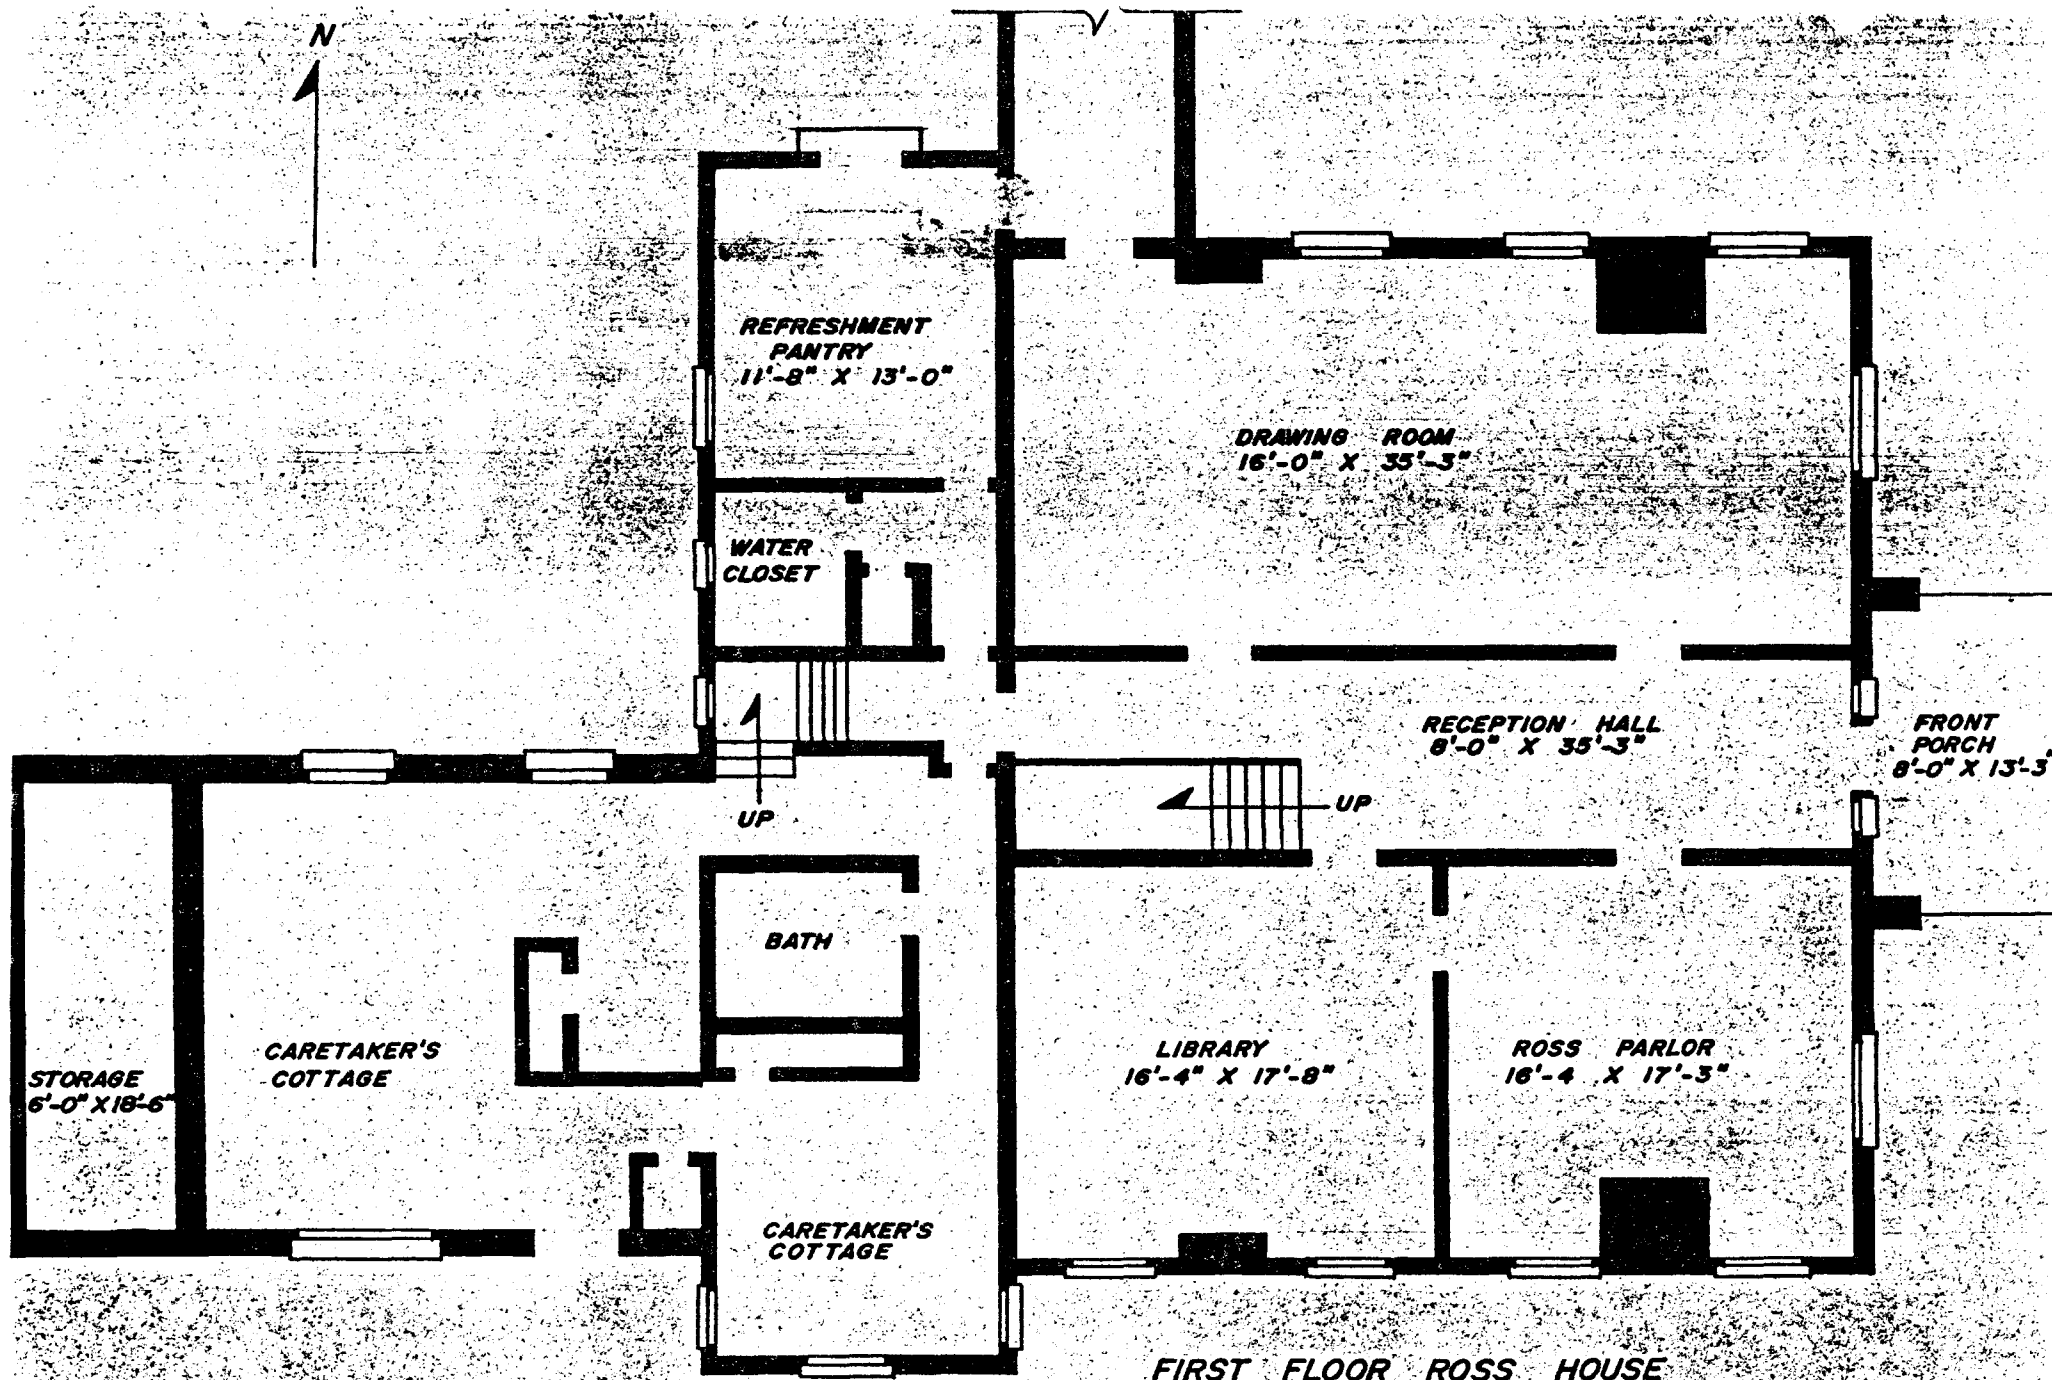 N
REFRESHMENT
PANTRY
11'-8" X 13'-0"
DRAWING ROOM
16'-0" X 35'-3"
WATER
CLOSET
RECEPTION HALL
8'-0" X 35'-3"
FRONT
PORCH
8'-0" X 13'-3"
UP
UP
BATH
CARETAKER'S
COTTAGE
STORAGE
6'-0" X 18'-6"
LIBRARY
16'-4" X 17'-8"
ROSS PARLOR
16'-4 X 17'-3"
CARETAKER'S
COTTAGE
FIRST FLOOR ROSS HOUSE